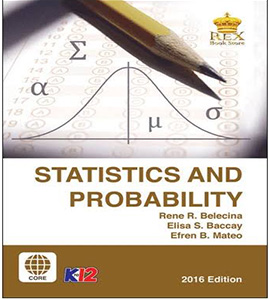 REX
Book Store
Σ
α
σ
μ
STATISTICS AND
PROBABILITY
Rene R. Belecina
Elisa S. Baccay
Efren B. Mateo
CORE
K12
2016 Edition